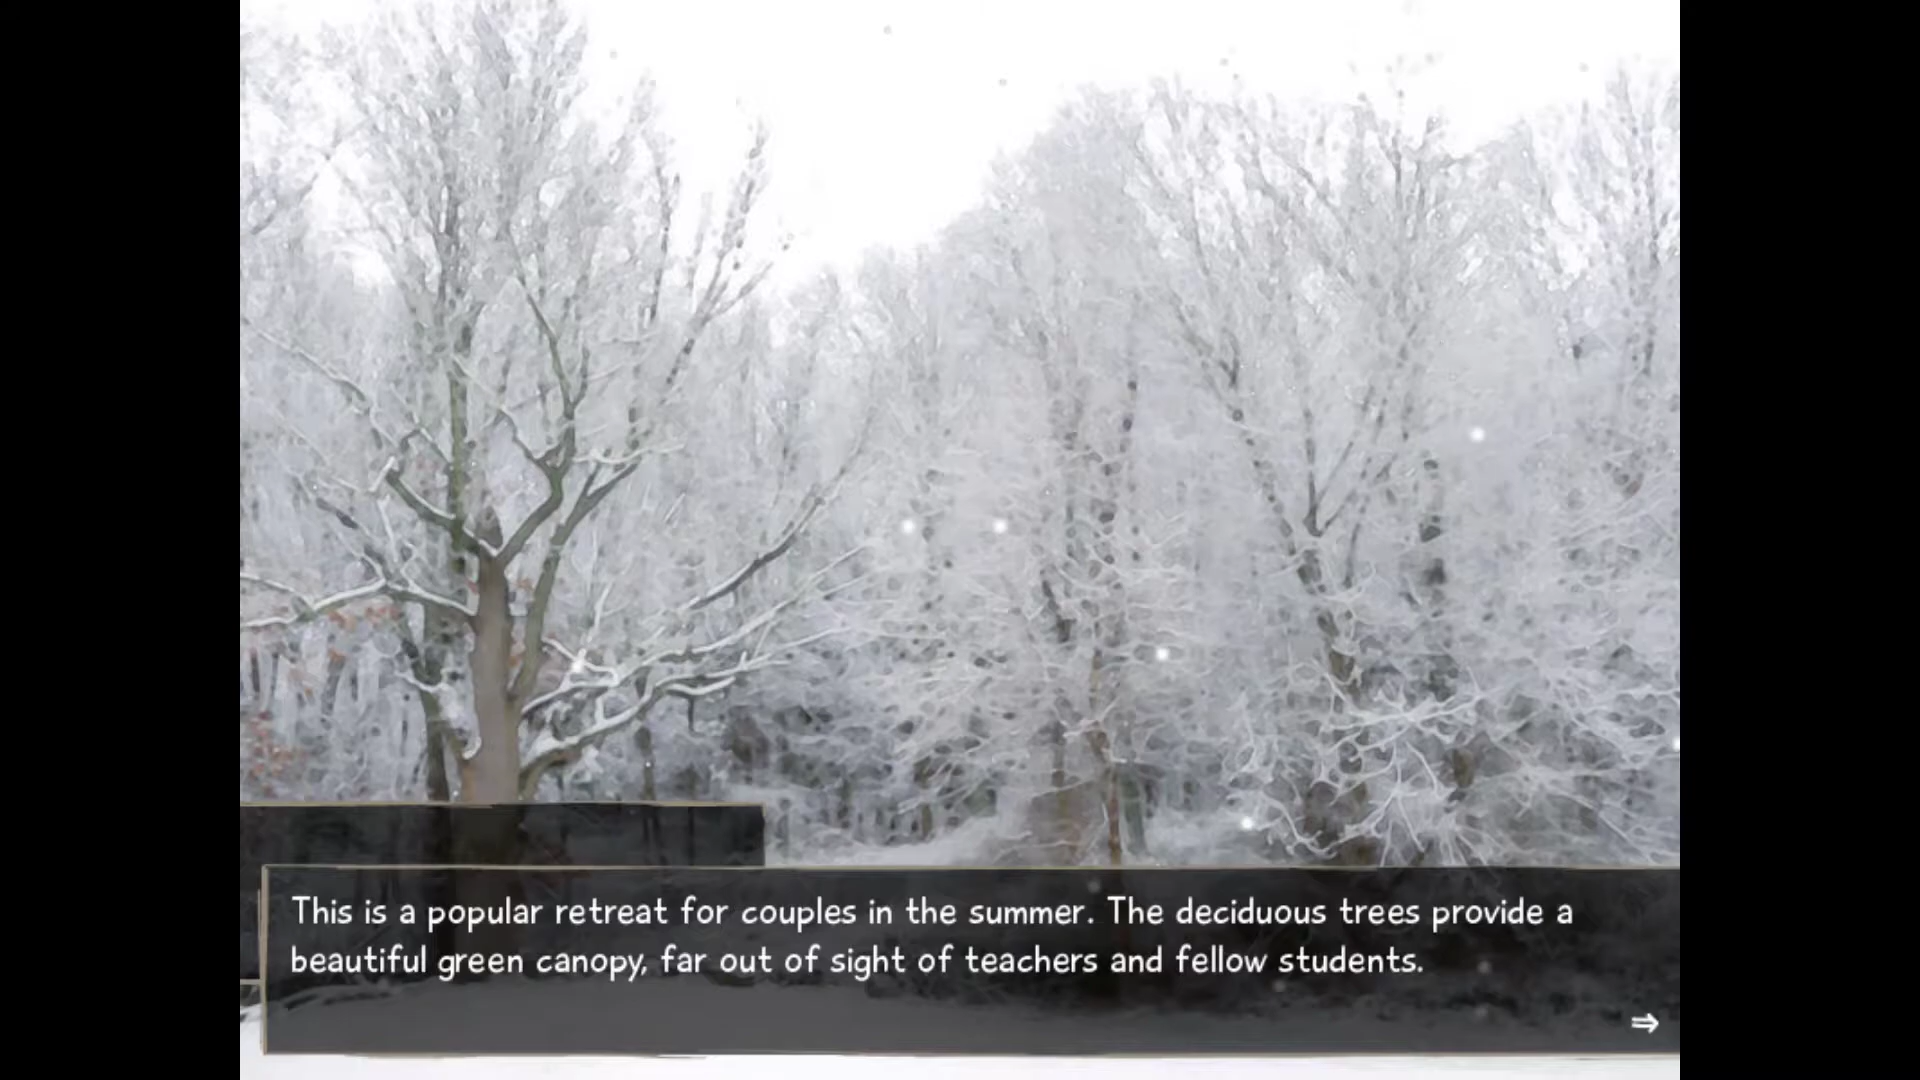 This is a popular retreat for couples in the summer. The deciduous trees provide a
beautiful green canopy, far out of sight of teachers and fellow students.